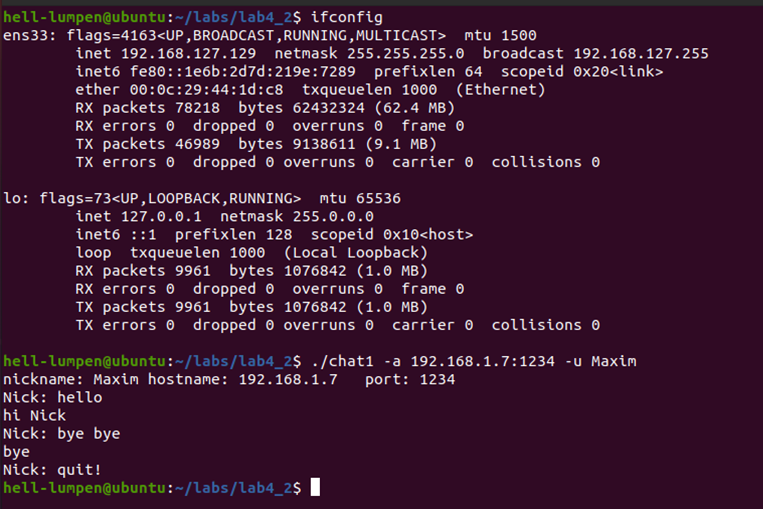 hell-lumpen@ubuntu:~/labs/lab4_2$ ifconfig
ens33: flags=4163<UP,BROADCAST,RUNNING,MULTICAST>  mtu 1500
        inet 192.168.127.129  netmask 255.255.255.0  broadcast 192.168.127.255
        inet6 fe80::1e6b:2d7d:219e:7289  prefixlen 64  scopeid 0x20<link>
        ether 00:0c:29:44:1d:c8  txqueuelen 1000  (Ethernet)
        RX packets 78218  bytes 62432324 (62.4 MB)
        RX errors 0  dropped 0  overruns 0  frame 0
        TX packets 46989  bytes 9138611 (9.1 MB)
        TX errors 0  dropped 0 overruns 0  carrier 0  collisions 0

lo: flags=73<UP,LOOPBACK,RUNNING>  mtu 65536
        inet 127.0.0.1  netmask 255.0.0.0
        inet6 ::1  prefixlen 128  scopeid 0x10<host>
        loop  txqueuelen 1000  (Local Loopback)
        RX packets 9961  bytes 1076842 (1.0 MB)
        RX errors 0  dropped 0  overruns 0  frame 0
        TX packets 9961  bytes 1076842 (1.0 MB)
        TX errors 0  dropped 0 overruns 0  carrier 0  collisions 0

hell-lumpen@ubuntu:~/labs/lab4_2$ ./chat1 -a 192.168.1.7:1234 -u Maxim
nickname: Maxim hostname: 192.168.1.7   port: 1234
Nick: hello
hi Nick
Nick: bye bye
bye
Nick: quit!
hell-lumpen@ubuntu:~/labs/lab4_2$